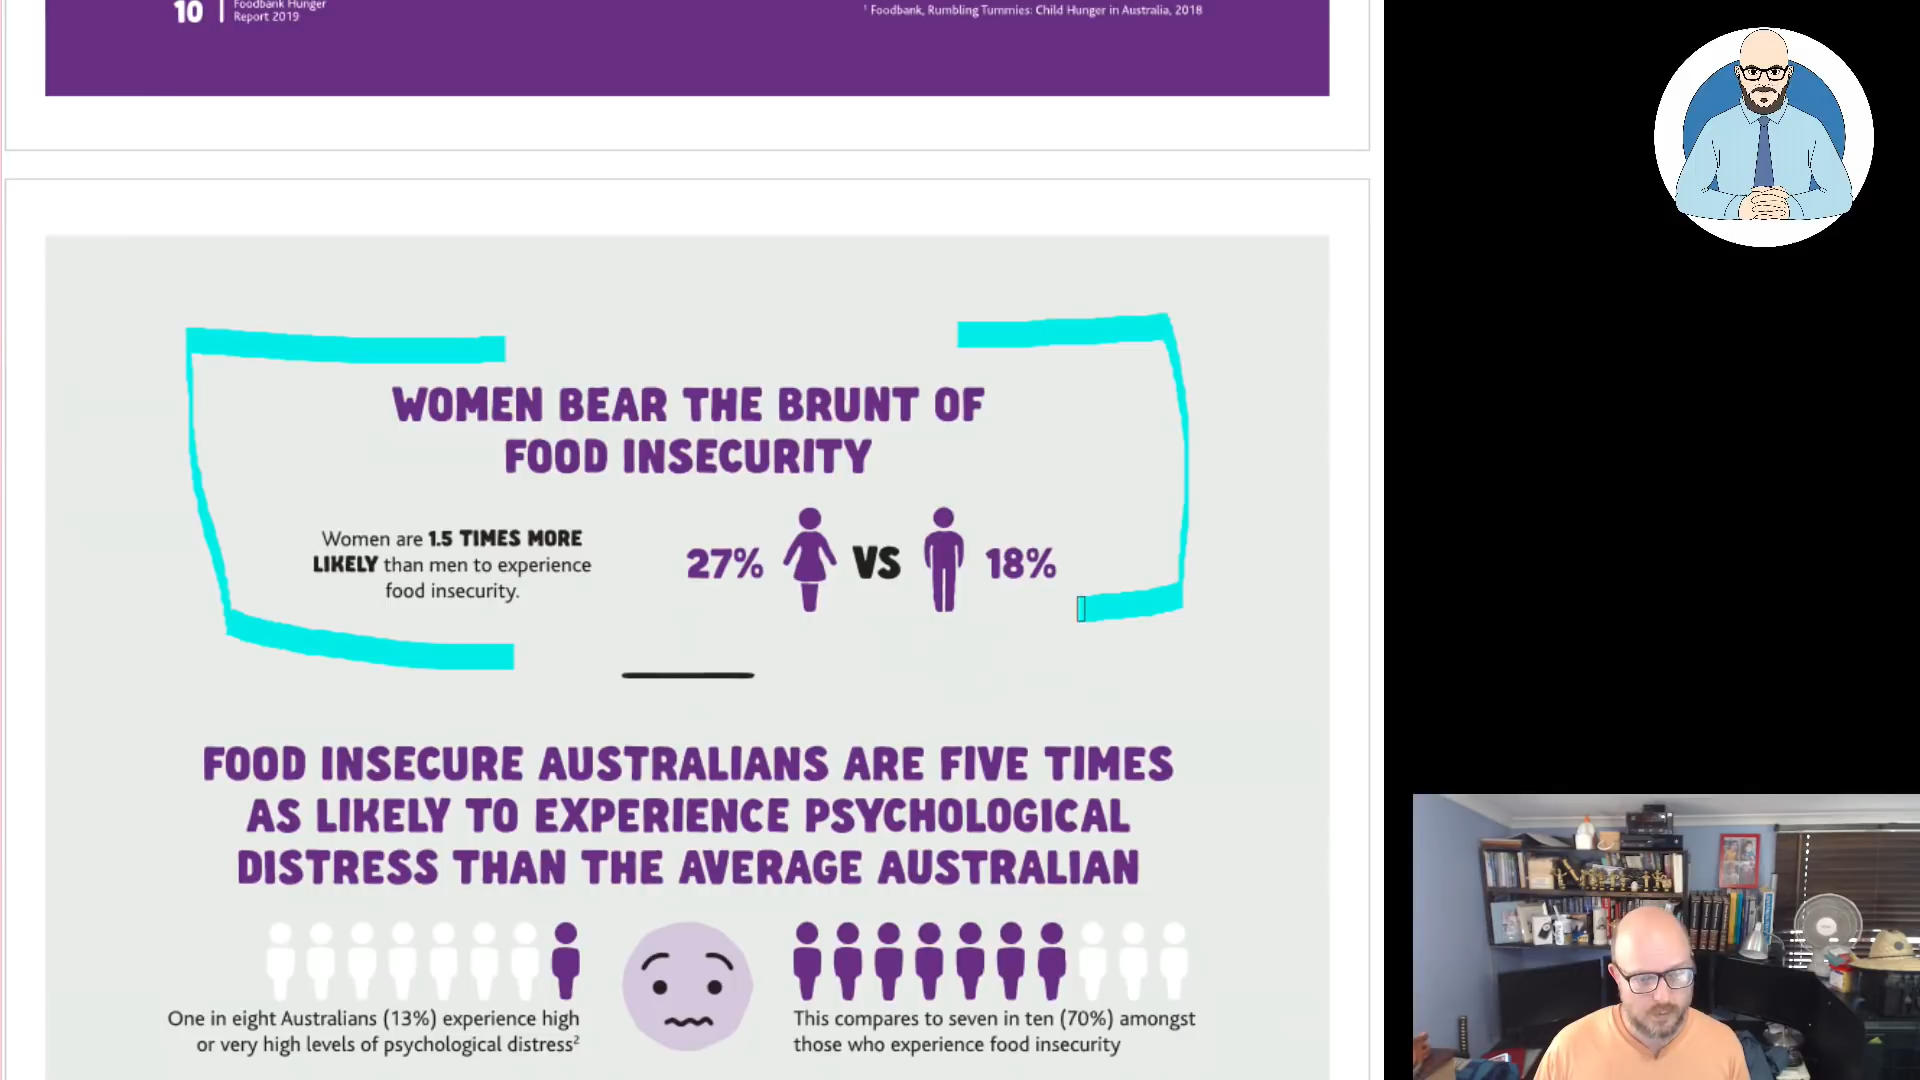 10
Foodbank Hunger
Report 2019
¹ Foodbank, Rumbling Tummies: Child Hunger in Australia, 2018
WOMEN BEAR THE BRUNT OF
FOOD INSECURITY
Women are 1.5 TIMES MORE
LIKELY than men to experience
food insecurity.
27% VS 18%
FOOD INSECURE AUSTRALIANS ARE FIVE TIMES
AS LIKELY TO EXPERIENCE PSYCHOLOGICAL
DISTRESS THAN THE AVERAGE AUSTRALIAN
One in eight Australians (13%) experience high
or very high levels of psychological distress²
This compares to seven in ten (70%) amongst
those who experience food insecurity